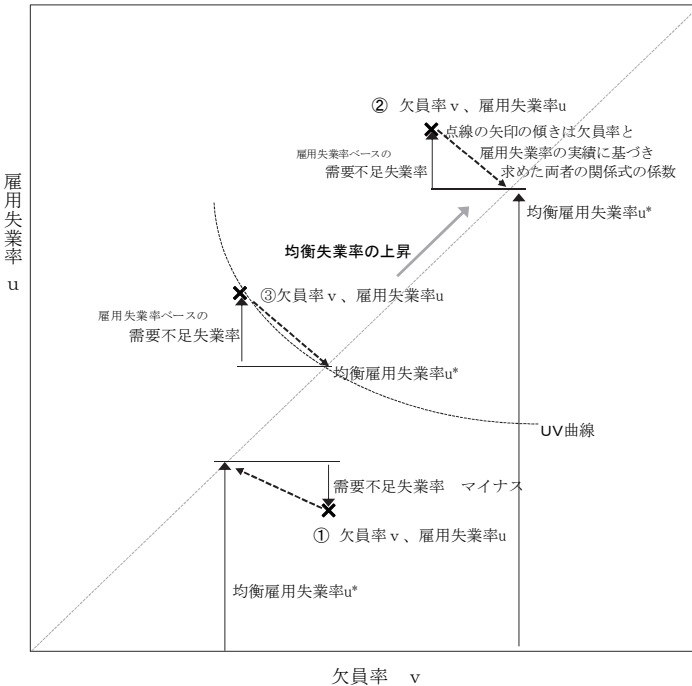 ② 欠員率ｖ、雇用失業率u
点線の矢印の傾きは欠員率と
雇用失業率の実績に基づき
求めた両者の関係式の係数
雇用失業率ベースの
需要不足失業率
均衡雇用失業率u*
均衡失業率の上昇
雇用失業率 u
③欠員率ｖ、雇用失業率u
雇用失業率ベースの
需要不足失業率
均衡雇用失業率u*
UV曲線
需要不足失業率 マイナス
① 欠員率ｖ、雇用失業率u
均衡雇用失業率u*
欠員率 ｖ